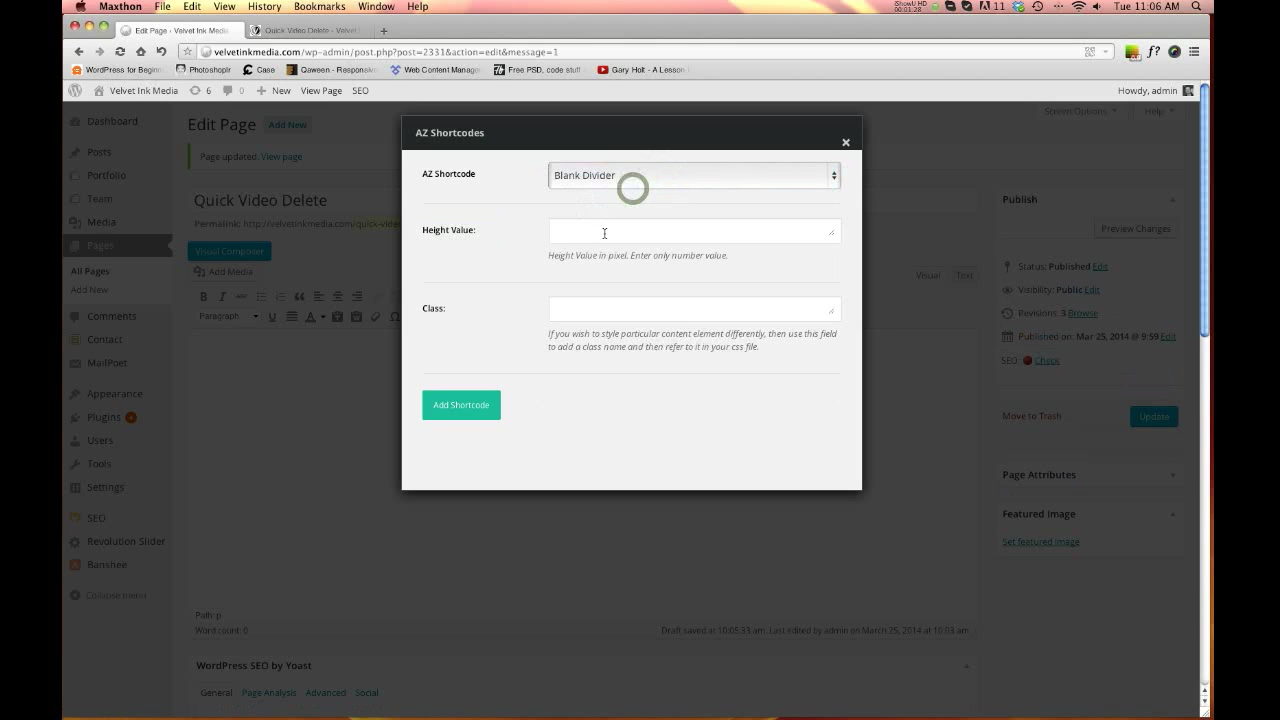 Maxthon File Edit View History Bookmarks Window Help
iShowU HD
00:01:28
11
Tue 11:06 AM
Edit Page ‹ Velvet Ink Media
Quick Video Delete - Velvet
velvetinkmedia.com/wp-admin/post.php?post=2331&action=edit&message=1
WordPress for Beginn
Photoshoplr
Case
Qaween - Responsiv
Web Content Manage
Free PSD, code stuff
Gary Holt - A Lesson
Velvet Ink Media
6
0
New
View Page
SEO
Howdy, admin
Dashboard
Posts
Portfolio
Team
Media
Pages
All Pages
Add New
Comments
Contact
MailPoet
Appearance
Plugins
Users
Tools
Settings
SEO
Revolution Slider
Banshee
Collapse menu
Edit Page
Add New
Screen Options
Help
Page updated. View page
Quick Video Delete
Permalink: http://velvetinkmedia.com/quick-vide
Visual Composer
Add Media
Visual
Text
B I ABC
Paragraph
Path: p
Word count: 0
Draft saved at 10:05:33 am. Last edited by admin on March 25, 2014 at 10:03 am
WordPress SEO by Yoast
General
Page Analysis
Advanced
Social
AZ Shortcodes
x
AZ Shortcode
Blank Divider
Height Value:
Height Value in pixel. Enter only number value.
Class:
If you wish to style particular content element differently, then use this field
to add a class name and then refer to it in your css file.
Add Shortcode
Publish
Preview Changes
Status: Published Edit
Visibility: Public Edit
Revisions: 3 Browse
Published on: Mar 25, 2014 @ 9:59 Edit
SEO: Check
Move to Trash
Update
Page Attributes
Featured Image
Set featured image